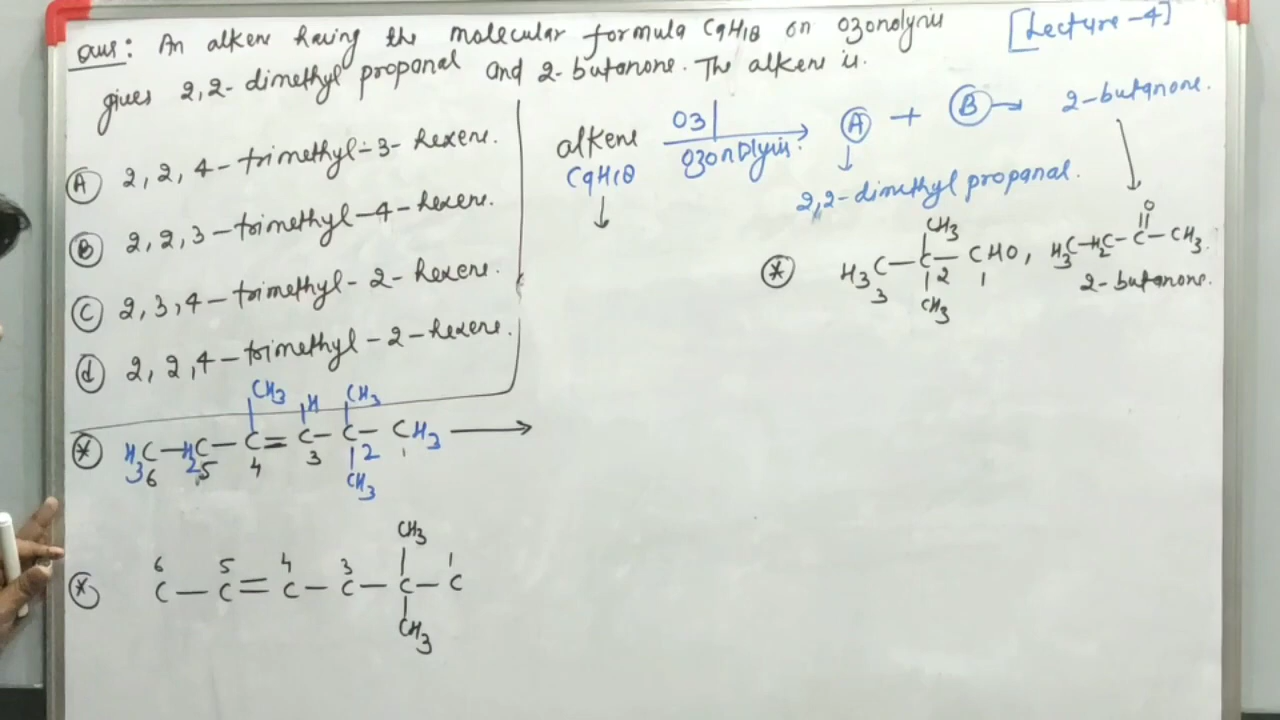 Ques: An alkene having the molecular formula C9H18 on ozonolysis [Lecture-4]
gives 2,2-dimethyl propanal and 2-butanone. The alkene is.
(A) 2,2,4-trimethyl-3-hexene.
(B) 2,2,3-trimethyl-4-hexene.
(C) 2,3,4-trimethyl-2-hexene.
(d) 2,2,4-trimethyl-2-hexene.
alkene O3 (A) + (B) → 2-butanone.
C9H18 ozonolysis.
2,2-dimethyl propanal.
CH3 O
(*) H3C — C — CHO, H3C—H2C—C—CH3.
3 2 1
CH3 2-butanone.
CH3 H CH3
(*) H3C — H2C — C = C — C — CH3 →
6 5 4 3 2 1
CH3
CH3
6 5 4 3 1
(*) C — C = C — C — C — C
CH3